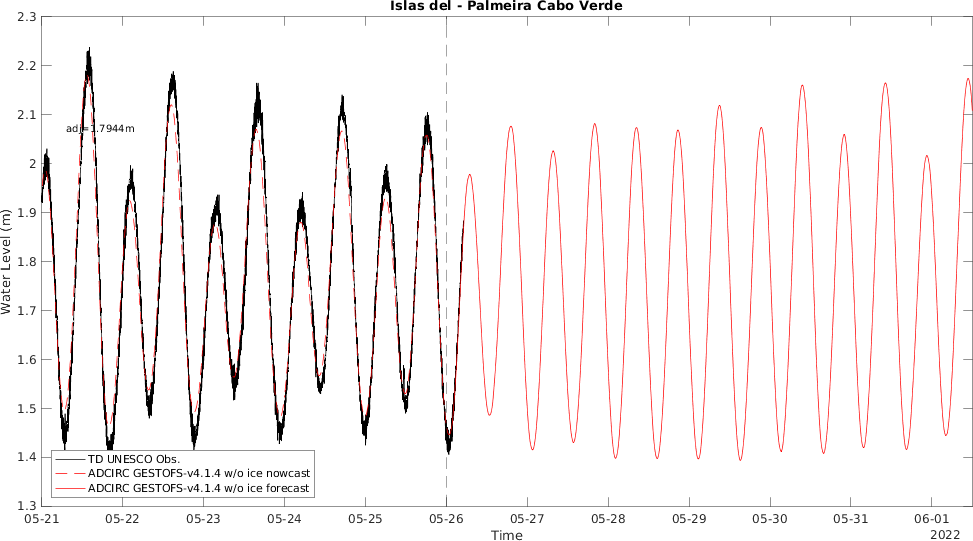 Islas del - Palmeira Cabo Verde
2.3
2.2
2.1
2
1.9
1.8
1.7
1.6
1.5
1.4
1.3
Water Level (m)
adj=1.7944m
TD UNESCO Obs.
ADCIRC GESTOFS-v4.1.4 w/o ice nowcast
ADCIRC GESTOFS-v4.1.4 w/o ice forecast
05-21 05-22 05-23 05-24 05-25 05-26 05-27 05-28 05-29 05-30 05-31 06-01
2022
Time